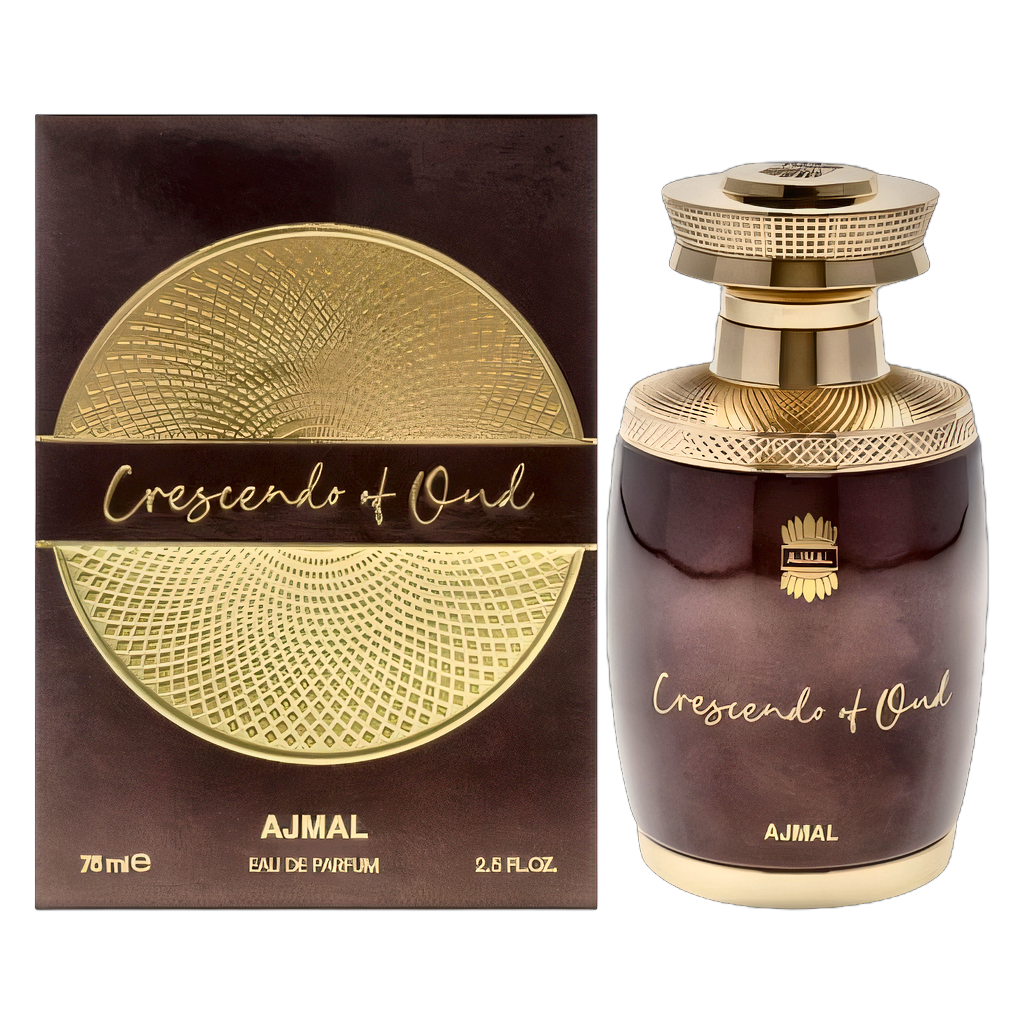 Crescendo of Oud
AJMAL
75 ml e
EAU DE PARFUM
2.5 FL.OZ.
Crescendo of Oud
AJMAL